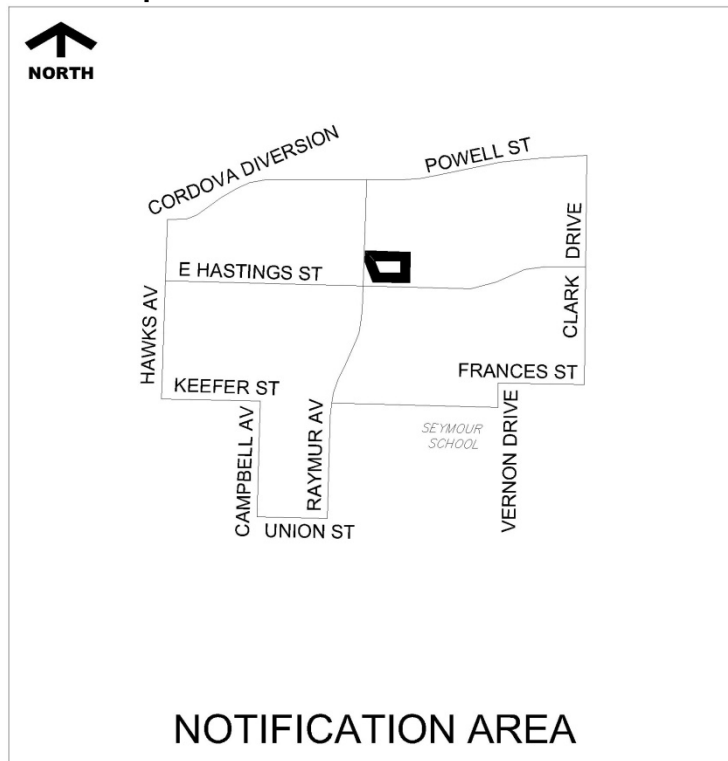 NORTH
CORDOVA DIVERSION
POWELL ST
E HASTINGS ST
CLARK DRIVE
HAWKS AV
KEEFER ST
FRANCES ST
CAMPBELL AV
RAYMUR AV
SEYMOUR
SCHOOL
VERNON DRIVE
UNION ST
NOTIFICATION AREA